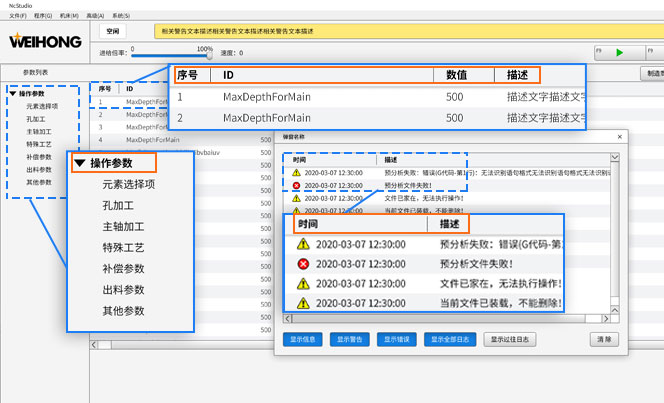 NcStudio
文件(F) 程序(G) 机床(M) 高级(A) 系统(S)
WEIHONG
空闲
相关警告文本描述相关警告文本描述相关警告文本描述
进给倍率: 0 100% 速度: 0
F9
F9
参数列表
制造商
操作参数
元素选择项
孔加工
主轴加工
特殊工艺
补偿参数
出料参数
其他参数
序号 ID
1 MaxDepthForM
2 MaxDepthForM
3 MaxDepthForM
4 MaxDepthForMain 500
bvbaiuv 500
500
500
500
500
500
500
500
500
500
序号 ID 数值 描述
1 MaxDepthForMain 500 描述文字描述文字
2 MaxDepthForMain 500 描述文字描述文字
操作参数
元素选择项
孔加工
主轴加工
特殊工艺
补偿参数
出料参数
其他参数
弹窗名称
时间 描述
2020-03-07 12:30:00 预分析失败: 错误(G代码-第1行): 无法识别语句格式无法识别语句格式无法识别
2020-03-07 12:30:00 预分析文件失败!
2020-03-07 12:30:00 文件已家在，无法执行操作!
2020-03-07 12:30:00 当前文件已装载，不能删除!
时间 描述
2020-03-07 12:30:00 预分析失败: 错误(G代码-第1
2020-03-07 12:30:00 预分析文件失败!
2020-03-07 12:30:00 文件已家在，无法执行操作!
2020-03-07 12:30:00 当前文件已装载，不能删除!
显示信息 显示警告 显示错误 显示全部日志 显示过往日志 清 除